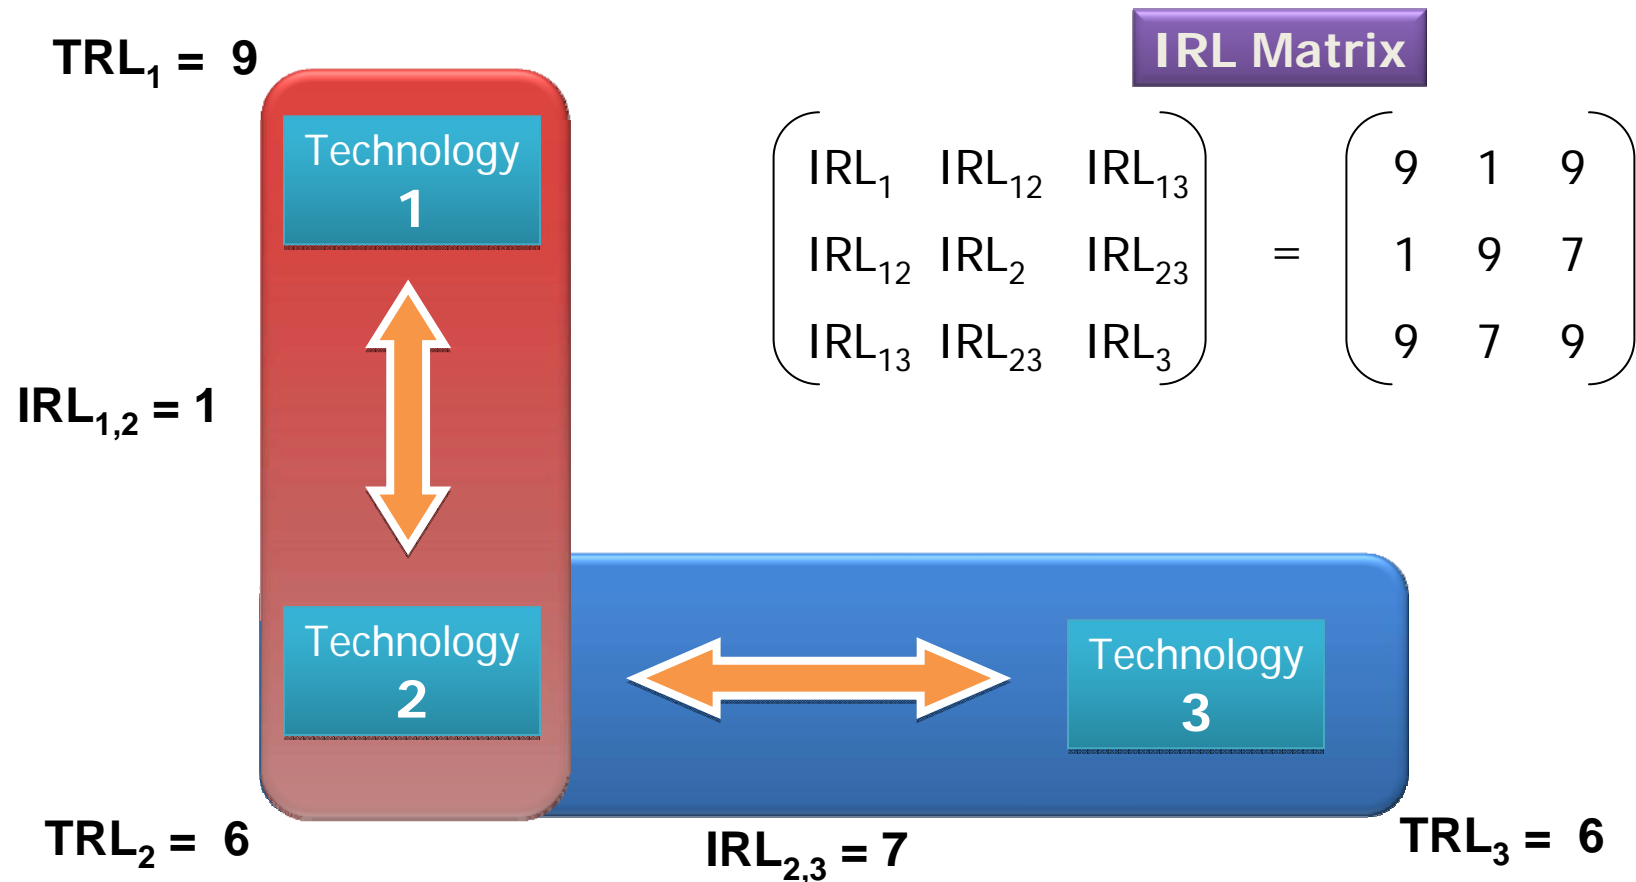 TRL₁ = 9
IRL Matrix
Technology
1
IRL₁ IRL₁₂ IRL₁₃
IRL₁₂ IRL₂ IRL₂₃
IRL₁₃ IRL₂₃ IRL₃
=
9 1 9
1 9 7
9 7 9
IRL₁,₂ = 1
Technology
2
Technology
3
TRL₂ = 6
IRL₂,₃ = 7
TRL₃ = 6